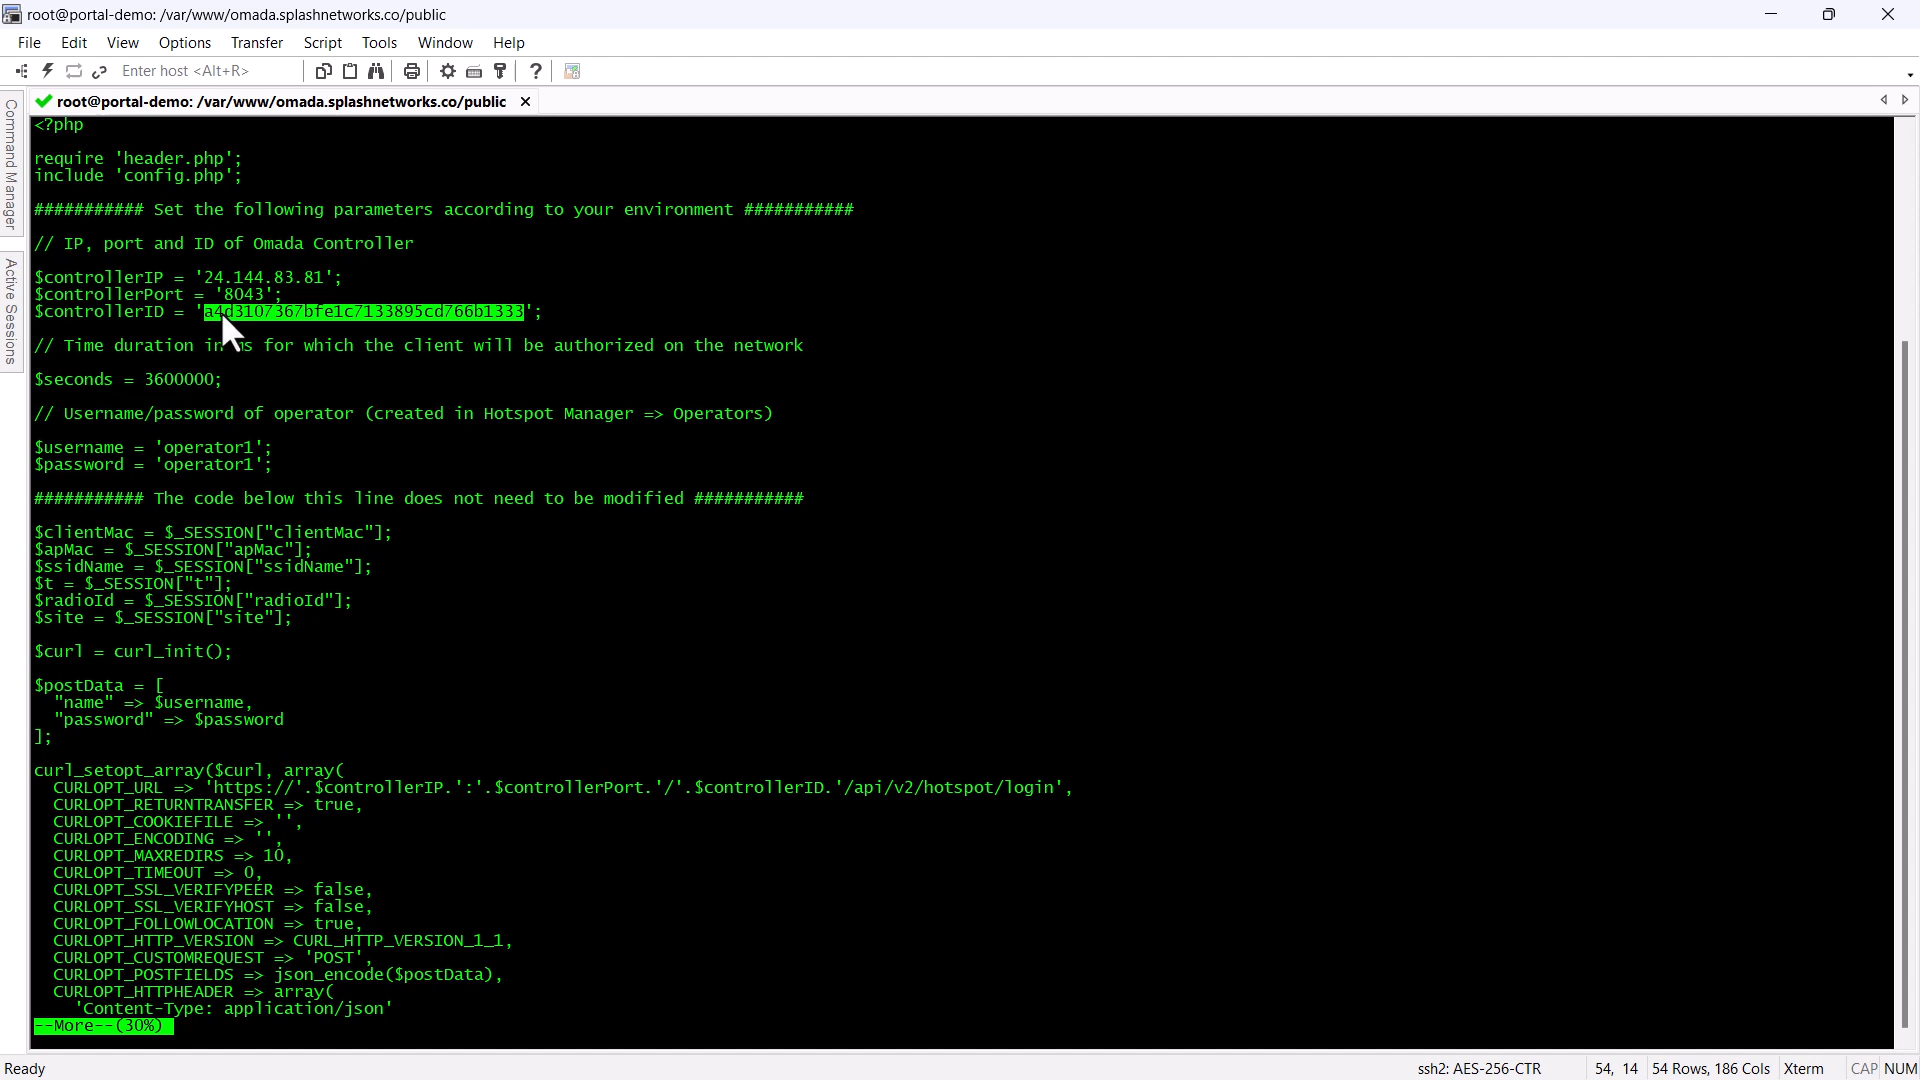 root@portal-demo: /var/www/omada.splashnetworks.co/public
File Edit View Options Transfer Script Tools Window Help
Enter host <Alt+R>
root@portal-demo: /var/www/omada.splashnetworks.co/public
Command Manager
Active Sessions
<?php
require 'header.php';
include 'config.php';
########### Set the following parameters according to your environment ###########
// IP, port and ID of Omada Controller
$controllerIP = '24.144.83.81';
$controllerPort = '8043';
$controllerID = 'a4d3107367bfe1c7133895cd766b1333';
// Time duration in ms for which the client will be authorized on the network
$seconds = 3600000;
// Username/password of operator (created in Hotspot Manager => Operators)
$username = 'operator1';
$password = 'operator1';
########### The code below this line does not need to be modified ###########
$clientMac = $_SESSION["clientMac"];
$apMac = $_SESSION["apMac"];
$ssidName = $_SESSION["ssidName"];
$t = $_SESSION["t"];
$radioId = $_SESSION["radioId"];
$site = $_SESSION["site"];
$curl = curl_init();
$postData = [
"name" => $username,
"password" => $password
];
curl_setopt_array($curl, array(
CURLOPT_URL => 'https://'.$controllerIP.':'.$controllerPort.'/'.$controllerID.'/api/v2/hotspot/login',
CURLOPT_RETURNTRANSFER => true,
CURLOPT_COOKIEFILE => '',
CURLOPT_ENCODING => '',
CURLOPT_MAXREDIRS => 10,
CURLOPT_TIMEOUT => 0,
CURLOPT_SSL_VERIFYPEER => false,
CURLOPT_SSL_VERIFYHOST => false,
CURLOPT_FOLLOWLOCATION => true,
CURLOPT_HTTP_VERSION => CURL_HTTP_VERSION_1_1,
CURLOPT_CUSTOMREQUEST => 'POST',
CURLOPT_POSTFIELDS => json_encode($postData),
CURLOPT_HTTPHEADER => array(
'Content-Type: application/json'
--More--(30%)
Ready ssh2: AES-256-CTR 54, 14 54 Rows, 186 Cols Xterm CAP NUM